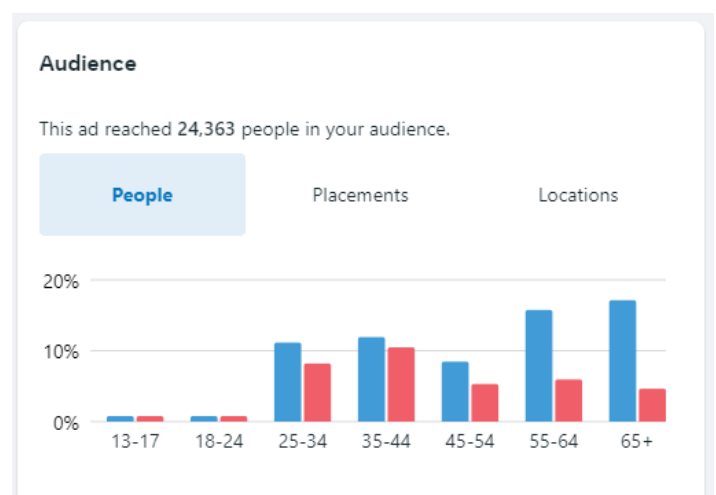 Audience
This ad reached 24,363 people in your audience.
People Placements Locations
20%
10%
0%
13-17 18-24 25-34 35-44 45-54 55-64 65+